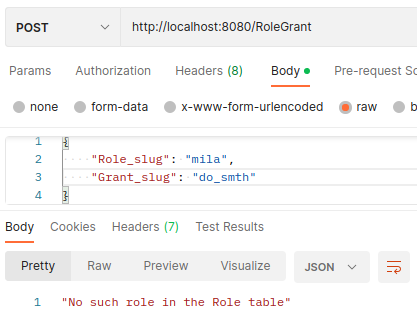 POST http://localhost:8080/RoleGrant
Params Authorization Headers (8) Body Pre-request Sc
none form-data x-www-form-urlencoded raw b
1 {
2 "Role_slug": "mila",
3 "Grant_slug": "do_smth"
4 }
Body Cookies Headers (7) Test Results
Pretty Raw Preview Visualize JSON
1 "No such role in the Role table"